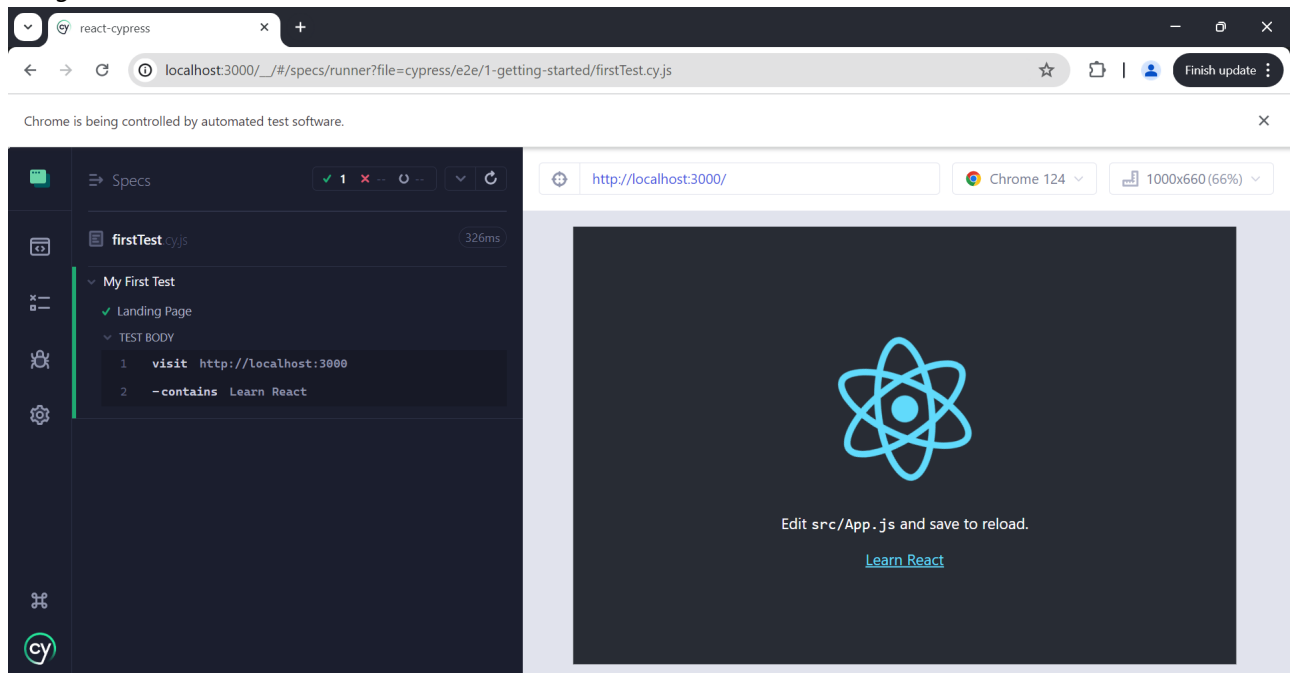 react-cypress
localhost:3000/__/#/specs/runner?file=cypress/e2e/1-getting-started/firstTest.cy.js
Finish update
Chrome is being controlled by automated test software.
Specs
1 -- --
http://localhost:3000/
Chrome 124
1000x660 (66%)
firstTest.cy.js
326ms
My First Test
Landing Page
TEST BODY
1 visit http://localhost:3000
2 -contains Learn React
Edit src/App.js and save to reload.
Learn React
cy